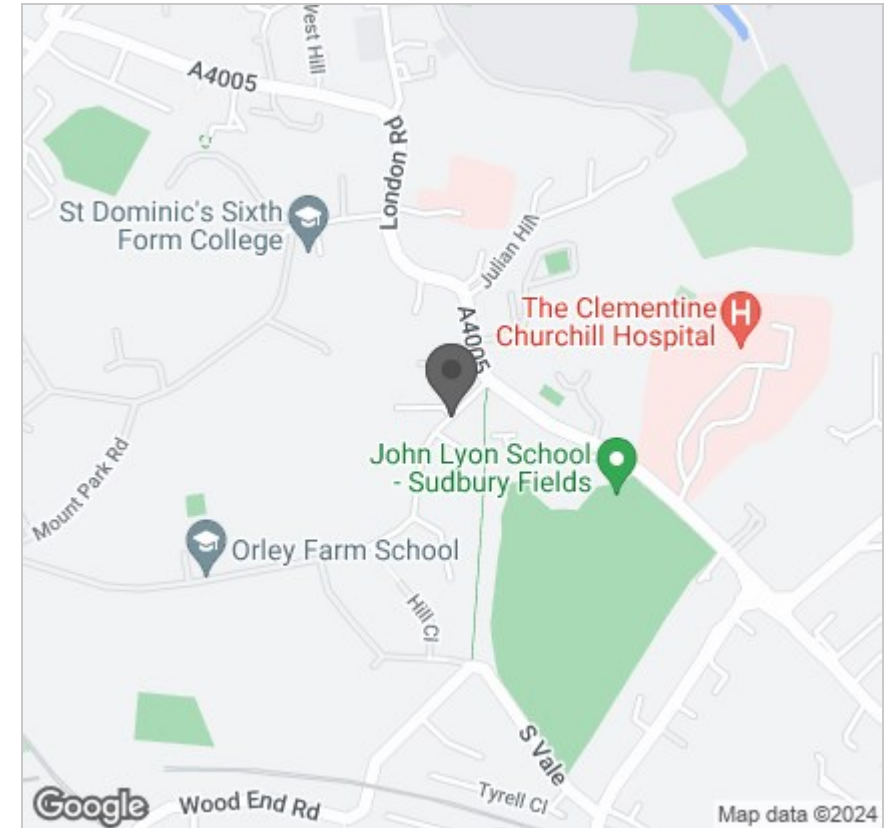 West Hill
A4005
London Rd
St Dominic's Sixth
Form College
Julian Hill
The Clementine
Churchill Hospital
H
A4005
John Lyon School
- Sudbury Fields
Mount Park Rd
Orley Farm School
Hill Cl
S Vale
Tyrell Cl
Wood End Rd
Google
Map data ©2024